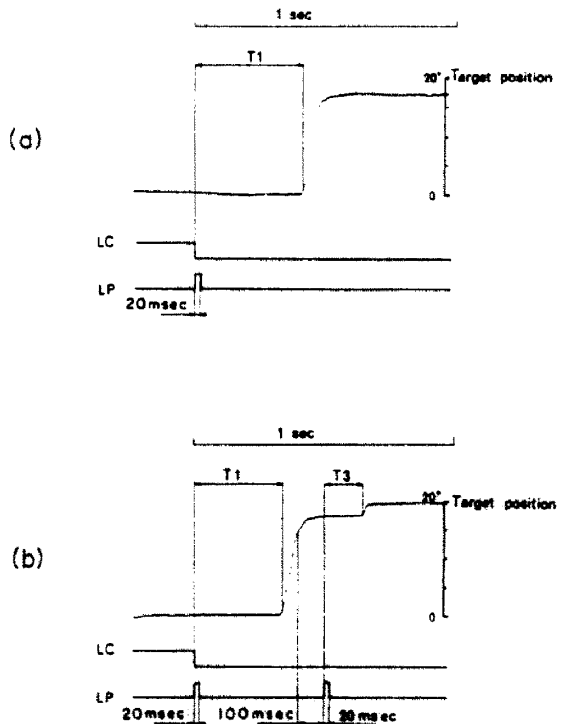 1 sec
T1
20° Target position
(a)
0
LC
LP
20msec
1 sec
T1 T3
20° Target position
(b)
0
LC
LP
20msec 100msec 20msec